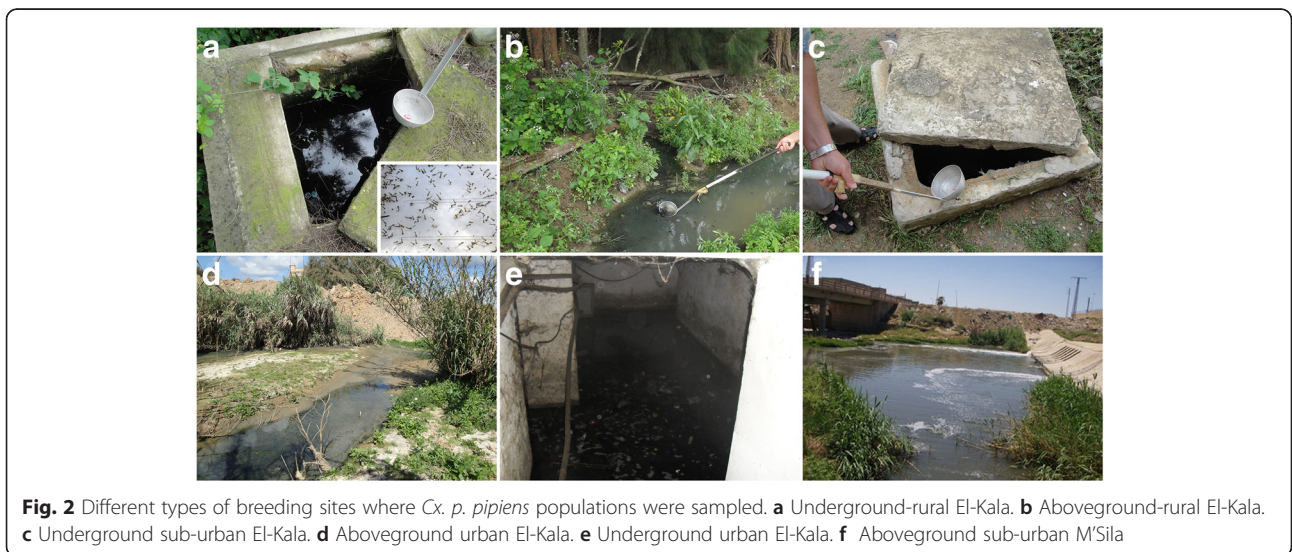 a
b
c
d
e
f
Fig. 2 Different types of breeding sites where Cx. p. pipiens populations were sampled. a Underground-rural El-Kala. b Aboveground-rural El-Kala.
c Underground sub-urban El-Kala. d Aboveground urban El-Kala. e Underground urban El-Kala. f Aboveground sub-urban M'Sila